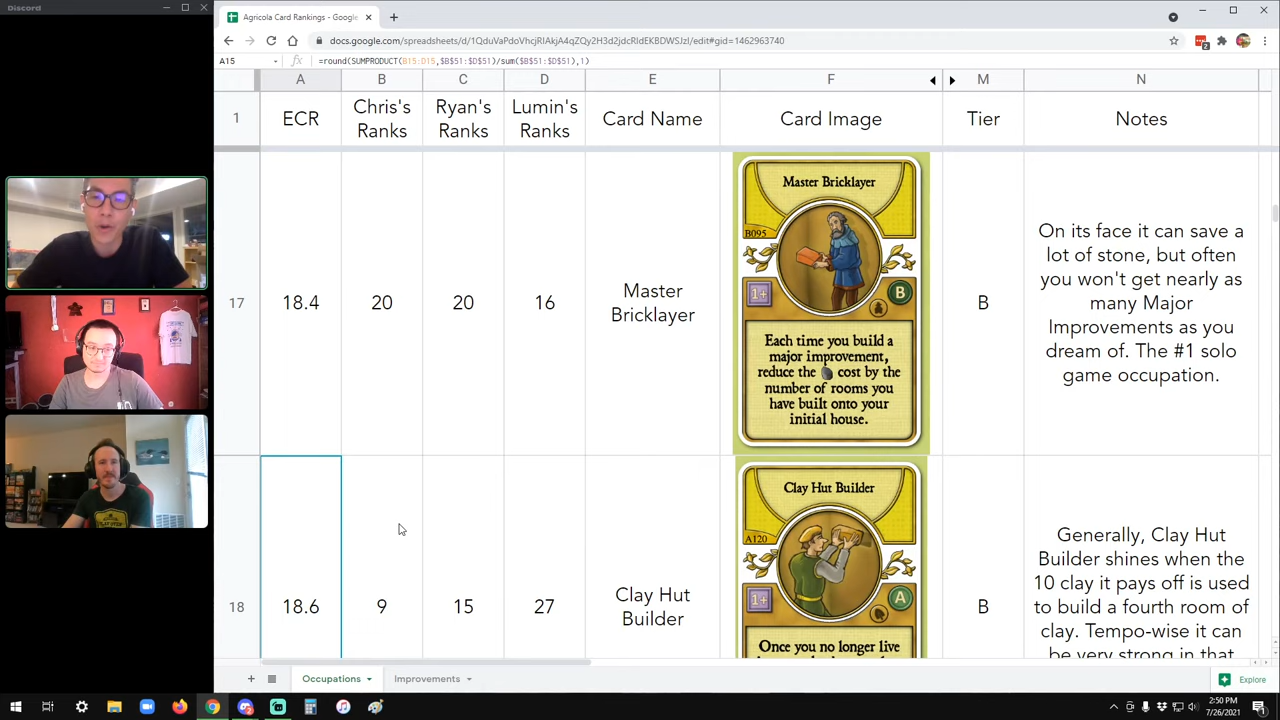 Discord
Agricola Card Rankings - Google
docs.google.com/spreadsheets/d/1QduVaPdoVhcjRIAkjA4qZQy2H3d2jdcRIdEKBDWSJzI/edit#gid=1462963740
A15
fx
=round(SUMPRODUCT(B15:D15,$B$51:$D$51)/sum($B$51:$D$51),1)
A B C D E F M N
1
ECR
Chris's Ranks
Ryan's Ranks
Lumin's Ranks
Card Name
Card Image
Tier
Notes
17
18.4
20
20
16
Master
Bricklayer
Master Bricklayer
B095
1+
B
Each time you build a
major improvement,
reduce the cost by the
number of rooms you
have built onto your
initial house.
B
On its face it can save a
lot of stone, but often
you won't get nearly as
many Major
Improvements as you
dream of. The #1 solo
game occupation.
18
18.6
9
15
27
Clay Hut
Builder
Clay Hut Builder
A120
1+
A
Once you no longer live
B
Generally, Clay Hut
Builder shines when the
10 clay it pays off is used
to build a fourth room of
clay. Tempo-wise it can
be very strong in that
Occupations
Improvements
Explore
2:50 PM
7/26/2021